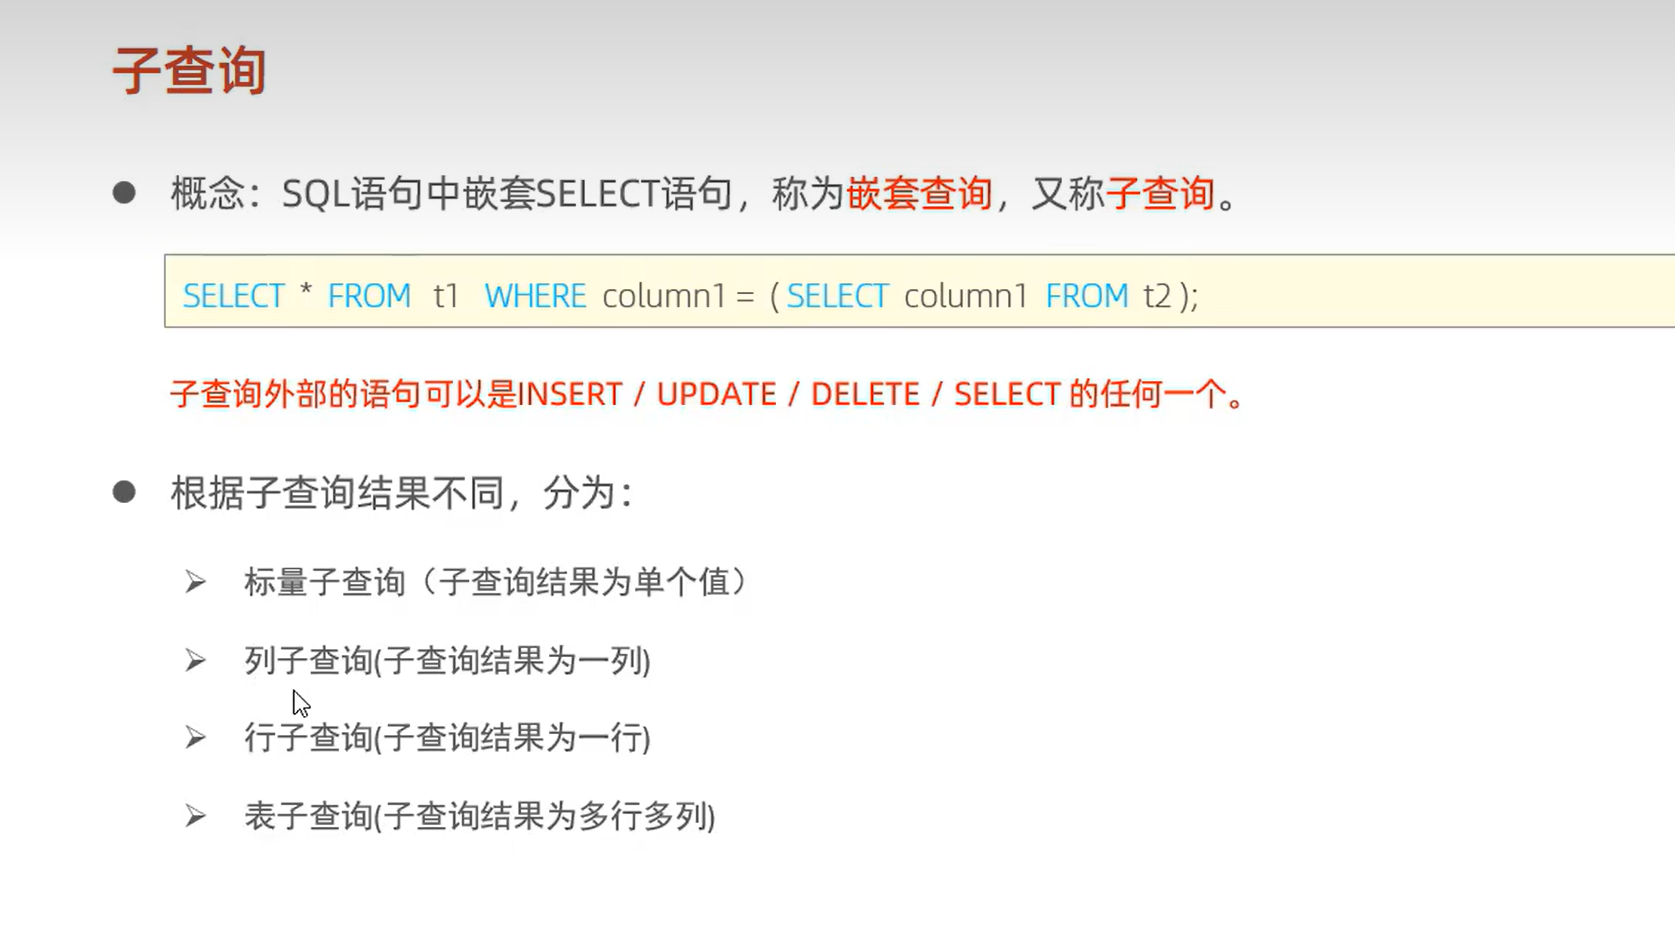 子查询
概念：SQL语句中嵌套SELECT语句，称为嵌套查询，又称子查询。
SELECT * FROM t1 WHERE column1 = ( SELECT column1 FROM t2 );
子查询外部的语句可以是INSERT / UPDATE / DELETE / SELECT 的任何一个。
根据子查询结果不同，分为：
标量子查询（子查询结果为单个值）
列子查询(子查询结果为一列)
行子查询(子查询结果为一行)
表子查询(子查询结果为多行多列)